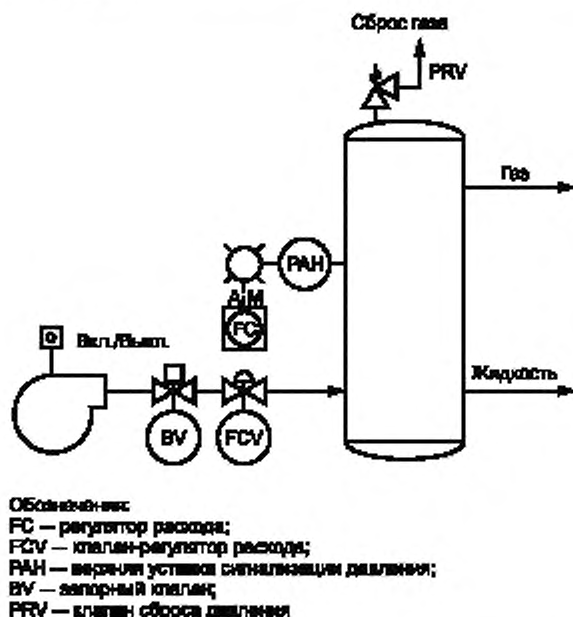 Сброс газа
PRV
Газ
PAH
A/M
FC
Вкл./Выкл.
Жидкость
BV
FCV
Обозначения:
FC — регулятор расхода;
FCV — клапан-регулятор расхода;
PAH — верхняя уставка сигнализации давления;
BV — запорный клапан;
PRV — клапан сброса давления